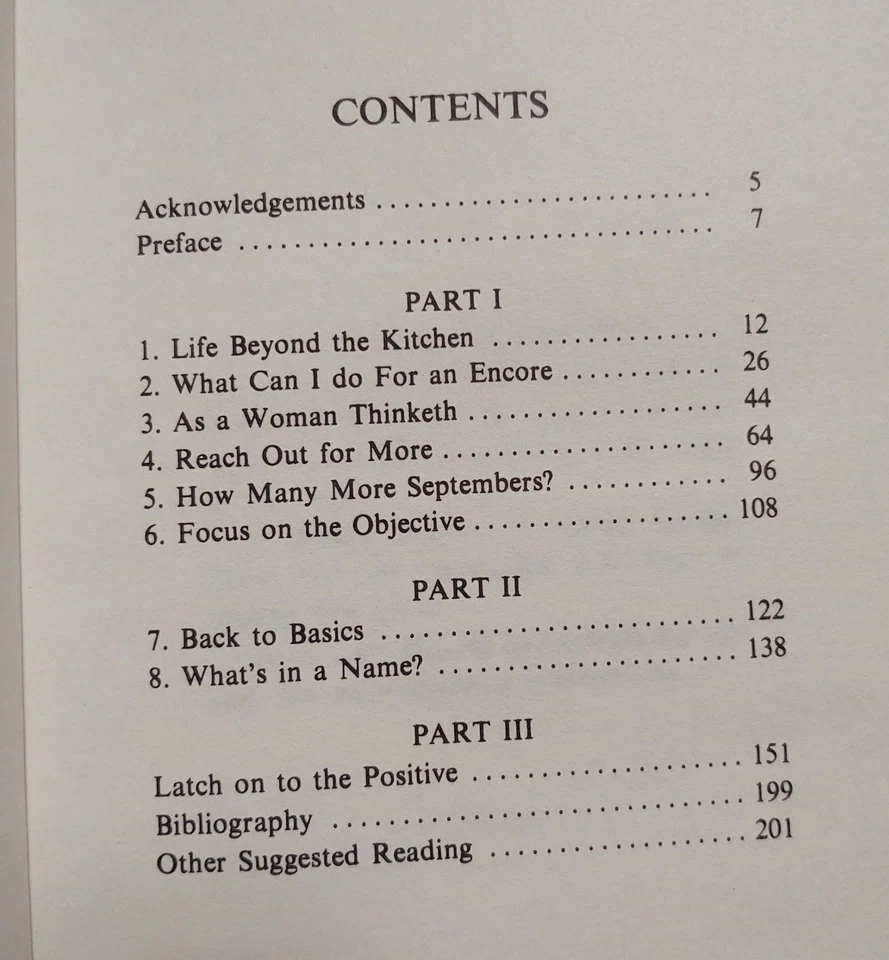 CONTENTS
Acknowledgements .......................... 5
Preface .................................... 7
PART I
1. Life Beyond the Kitchen ................. 12
2. What Can I do For an Encore ............ 26
3. As a Woman Thinketh ................... 44
4. Reach Out for More ..................... 64
5. How Many More Septembers? ............ 96
6. Focus on the Objective ................... 108
PART II
7. Back to Basics .......................... 122
8. What's in a Name? ...................... 138
PART III
Latch on to the Positive .................... 151
Bibliography .............................. 199
Other Suggested Reading ................... 201